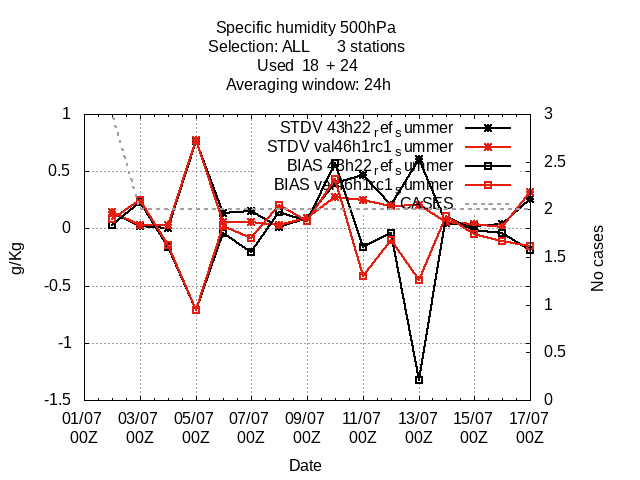 Specific humidity 500hPa
Selection: ALL 3 stations
Used 18 + 24
Averaging window: 24h
STDV 43h22_ref_summer
STDV val46h1rc1_summer
BIAS 43h22_ref_summer
BIAS val46h1rc1_summer
CASES
1
0.5
0
-0.5
-1
-1.5
3
2.5
2
1.5
1
0.5
0
g/Kg
No cases
01/07 03/07 05/07 07/07 09/07 11/07 13/07 15/07 17/07
00Z 00Z 00Z 00Z 00Z 00Z 00Z 00Z 00Z
Date